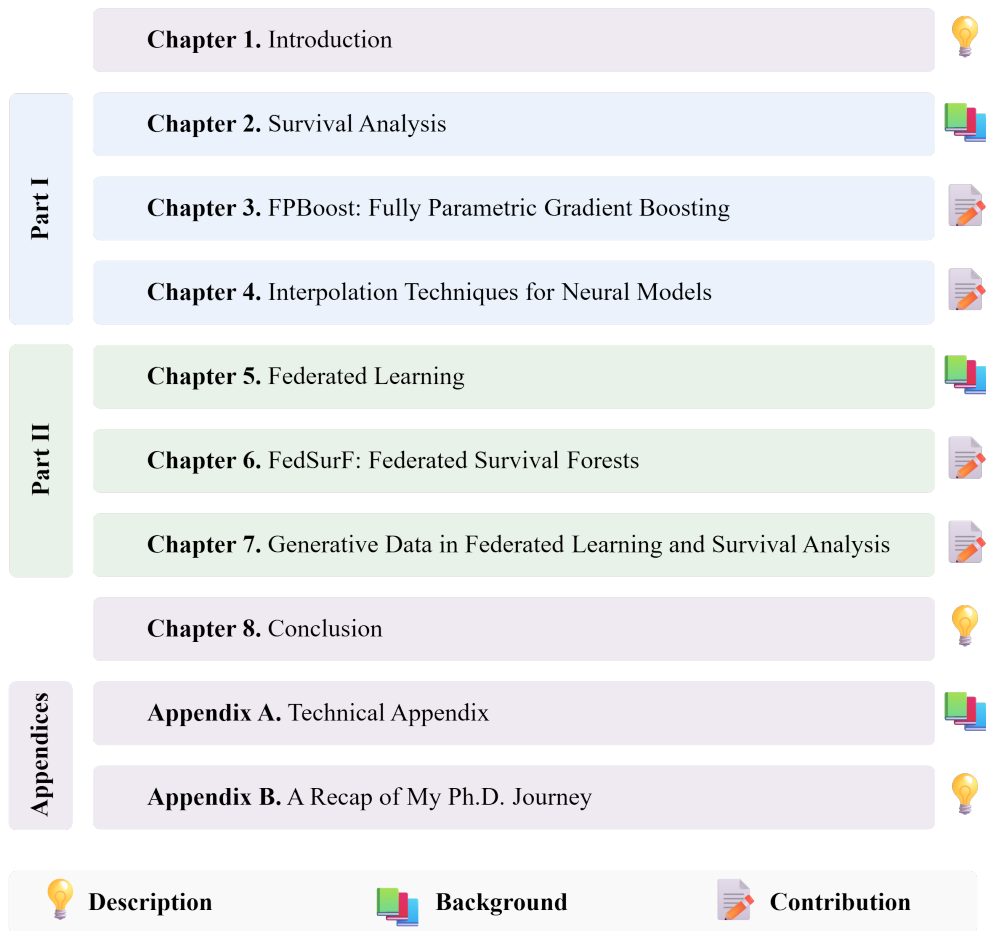 Chapter 1. Introduction
Part I
Chapter 2. Survival Analysis
Chapter 3. FPBoost: Fully Parametric Gradient Boosting
Chapter 4. Interpolation Techniques for Neural Models
Part II
Chapter 5. Federated Learning
Chapter 6. FedSurF: Federated Survival Forests
Chapter 7. Generative Data in Federated Learning and Survival Analysis
Chapter 8. Conclusion
Appendices
Appendix A. Technical Appendix
Appendix B. A Recap of My Ph.D. Journey
Description
Background
Contribution